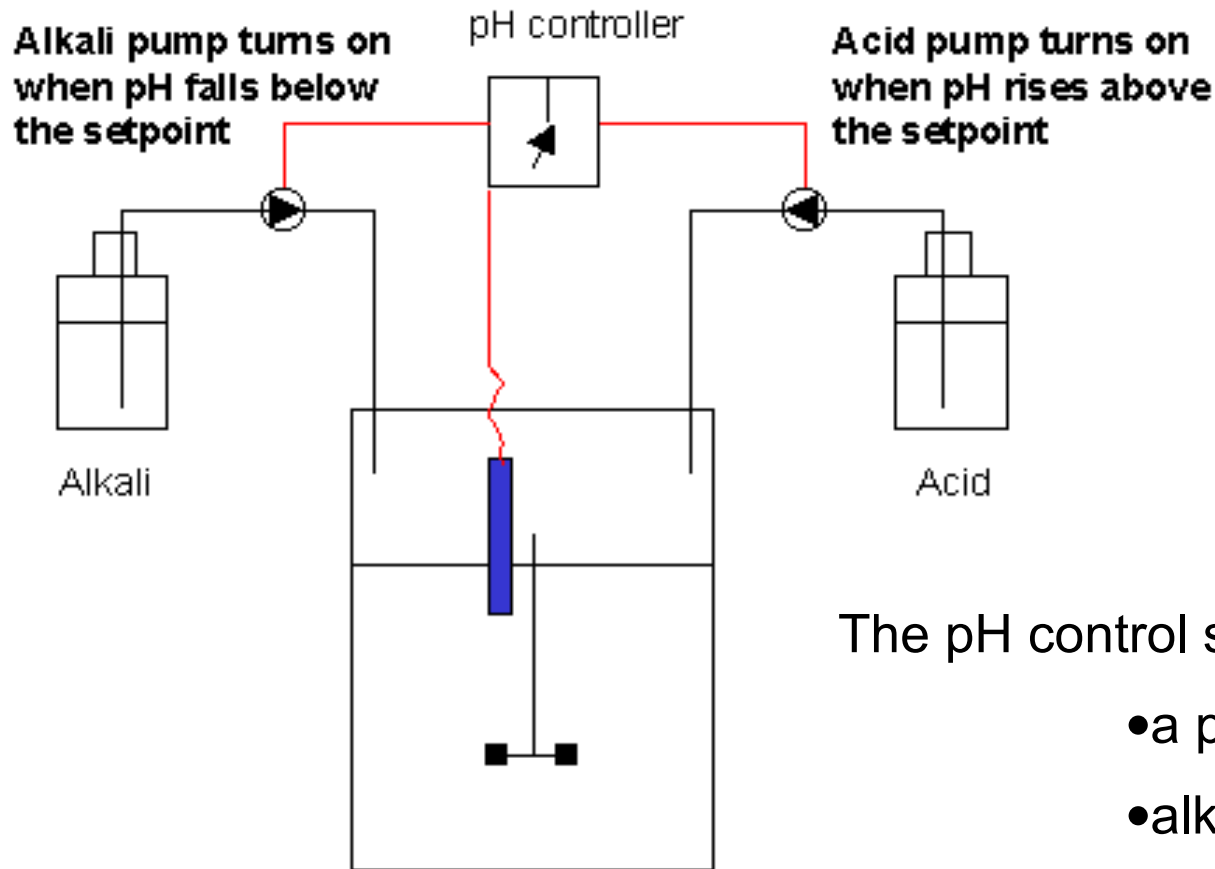 Alkali pump turns on
when pH falls below
the setpoint
pH controller
Acid pump turns on
when pH rises above
the setpoint
Alkali
Acid
The pH control s
•a p
•alk